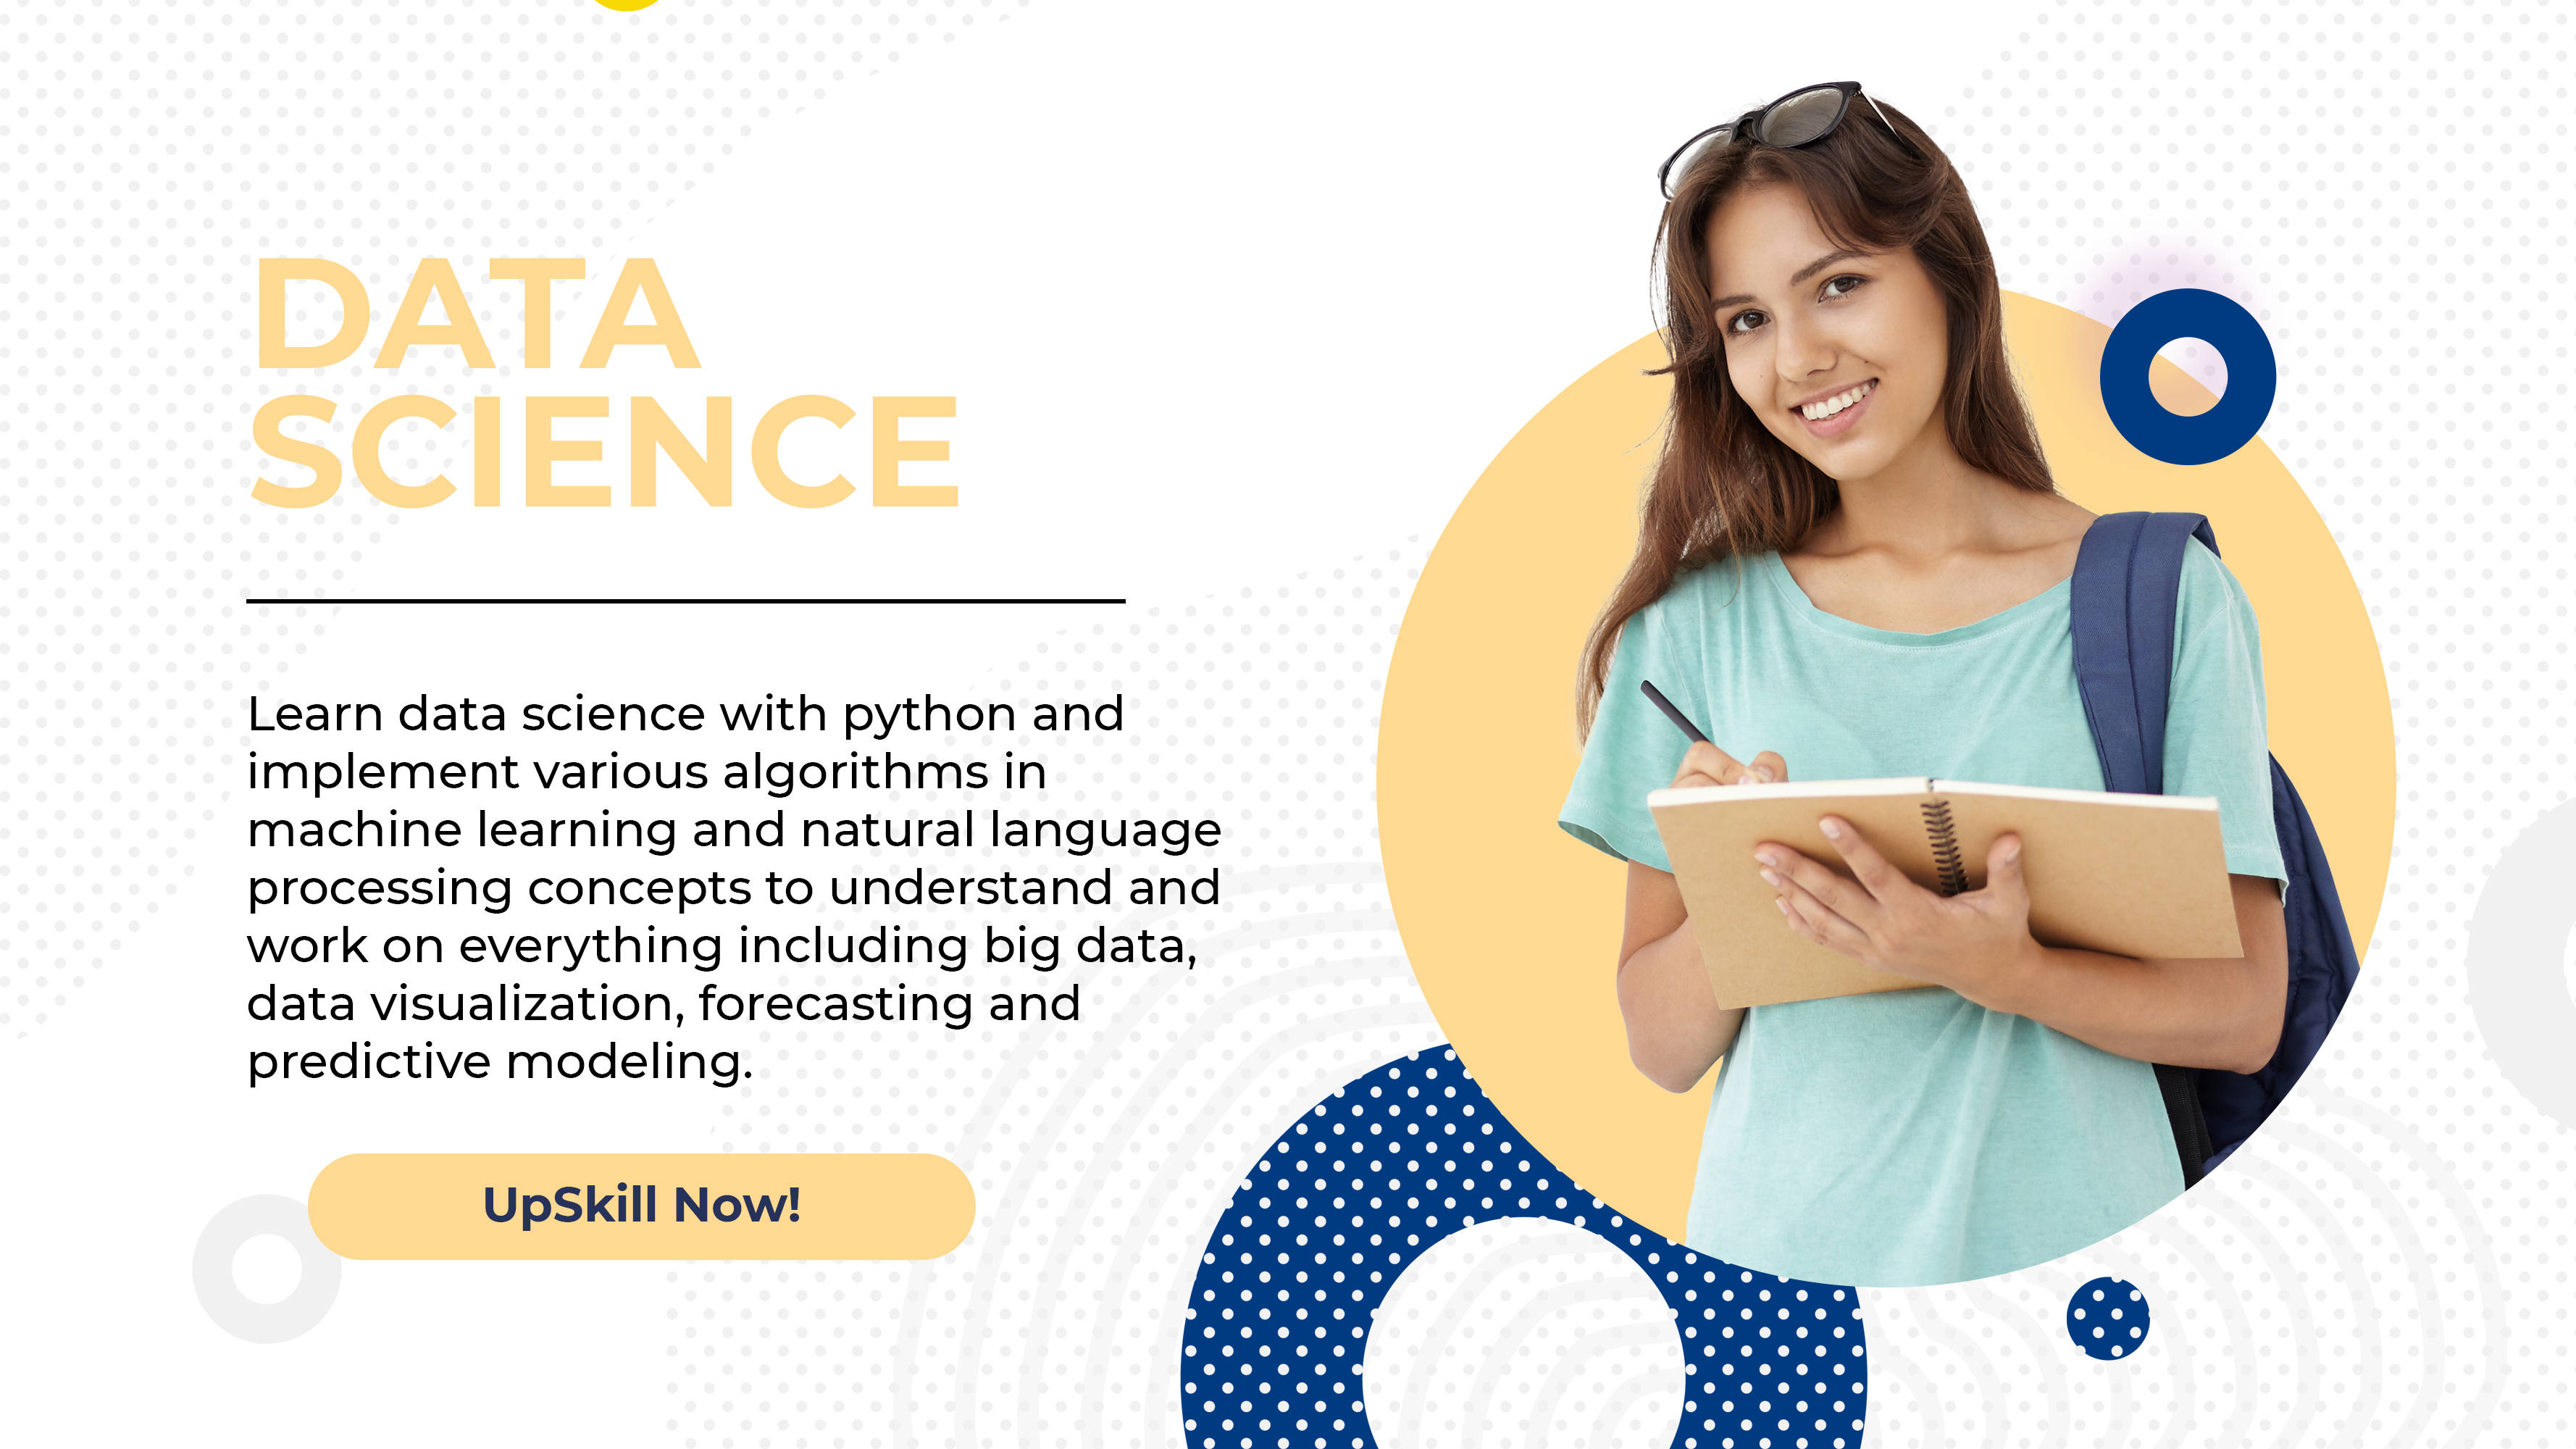 DATA
SCIENCE
Learn data science with python and
implement various algorithms in
machine learning and natural language
processing concepts to understand and
work on everything including big data,
data visualization, forecasting and
predictive modeling.
UpSkill Now!